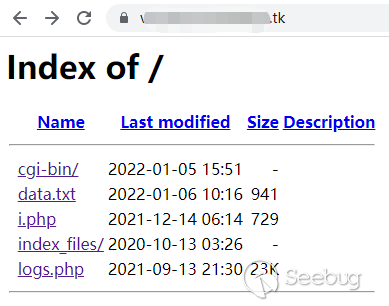 w .tk
Index of /
Name Last modified Size Description
cgi-bin/ 2022-01-05 15:51 -
data.txt 2022-01-06 10:16 941
i.php 2021-12-14 06:14 729
index_files/ 2020-10-13 03:26 -
logs.php 2021-09-13 21:30 23K
Seebug